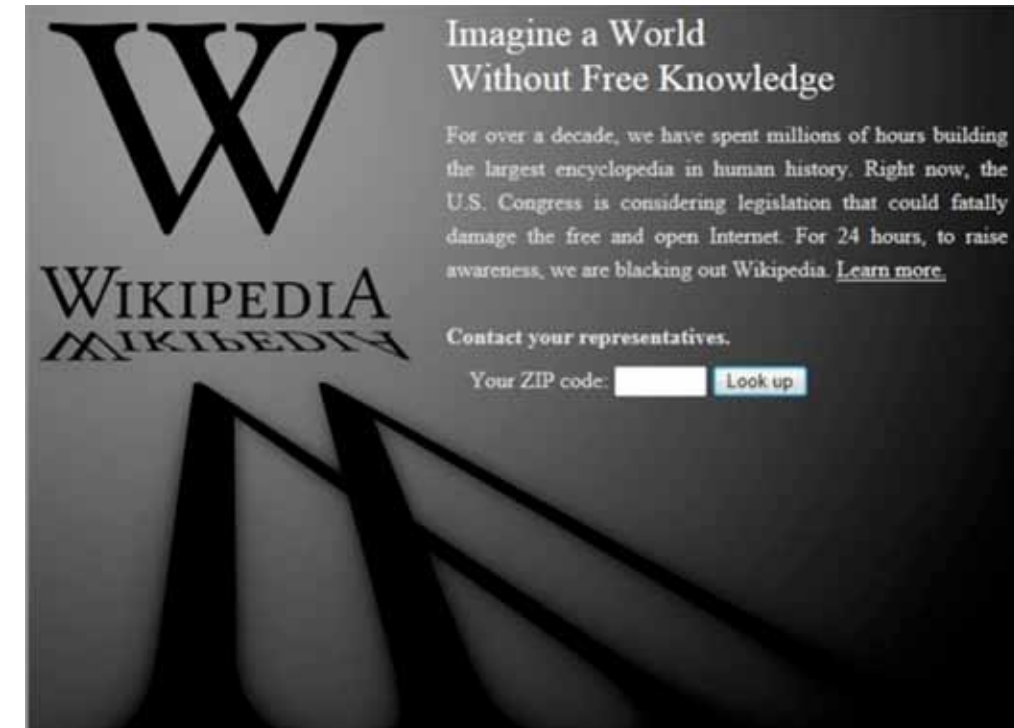 W
WIKIPEDIA
WIKIPEDIA
Imagine a World
Without Free Knowledge
For over a decade, we have spent millions of hours building
the largest encyclopedia in human history. Right now, the
U.S. Congress is considering legislation that could fatally
damage the free and open Internet. For 24 hours, to raise
awareness, we are blacking out Wikipedia. Learn more.
Contact your representatives.
Your ZIP code: Look up